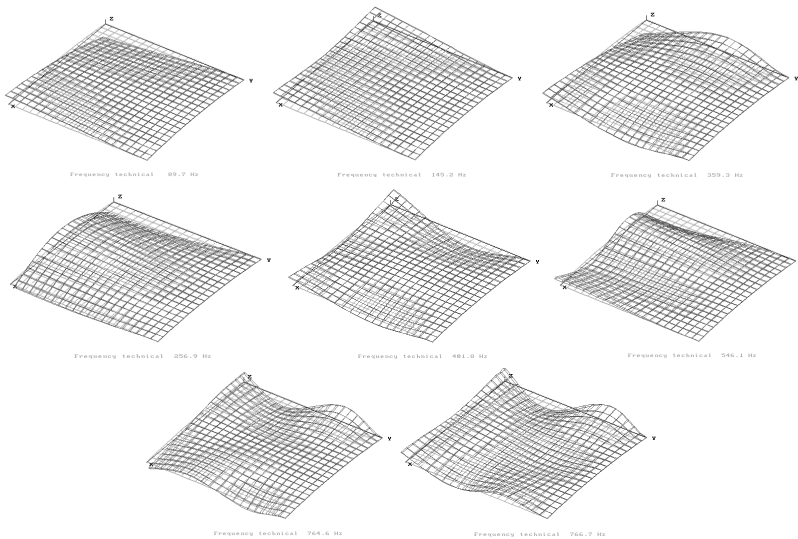 Z
Y
X
Frequency technical 89.7 Hz
Z
Y
X
Frequency technical 145.2 Hz
Z
Y
X
Frequency technical 359.3 Hz
Z
Y
X
Frequency technical 356.9 Hz
Z
Y
X
Frequency technical 481.8 Hz
Z
X
Frequency technical 546.1 Hz
Z
Y
X
Frequency technical 764.6 Hz
Z
Y
X
Frequency technical 766.7 Hz